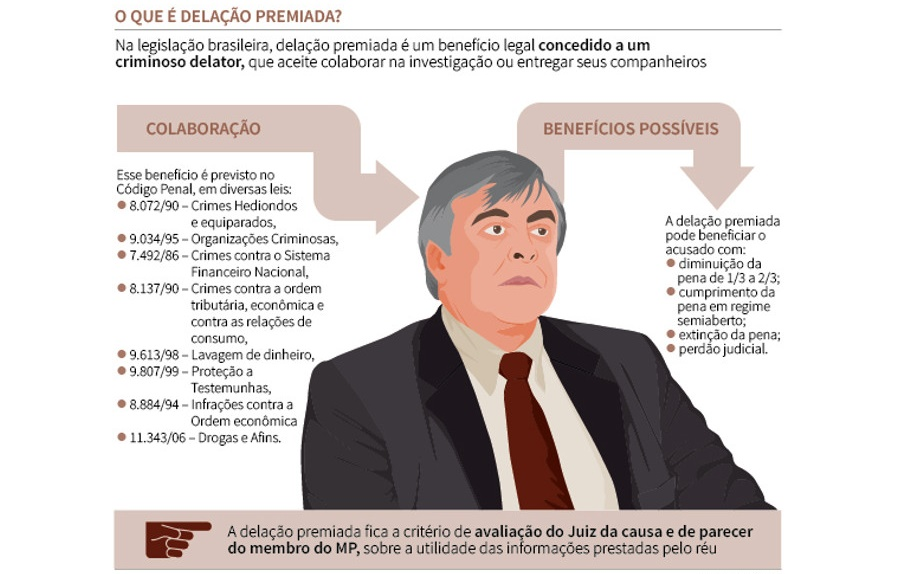 O QUE É DELAÇÃO PREMIADA?
Na legislação brasileira, delação premiada é um benefício legal concedido a um
criminoso delator, que aceite colaborar na investigação ou entregar seus companheiros
COLABORAÇÃO
Esse benefício é previsto no
Código Penal, em diversas leis:
8.072/90 – Crimes Hediondos
e equiparados,
9.034/95 – Organizações Criminosas,
7.492/86 – Crimes contra o Sistema
Financeiro Nacional,
8.137/90 – Crimes contra a ordem
tributária, econômica e
contra as relações de
consumo,
9.613/98 – Lavagem de dinheiro,
9.807/99 – Proteção a
Testemunhas,
8.884/94 – Infrações contra a
Ordem econômica
11.343/06 – Drogas e Afins.
BENEFÍCIOS POSSÍVEIS
A delação premiada
pode beneficiar o
acusado com:
diminuição da
pena de 1/3 a 2/3;
cumprimento da
pena em regime
semiaberto;
extinção da pena;
perdão judicial.
A delação premiada fica a critério de avaliação do Juiz da causa e de parecer
do membro do MP, sobre a utilidade das informações prestadas pelo réu